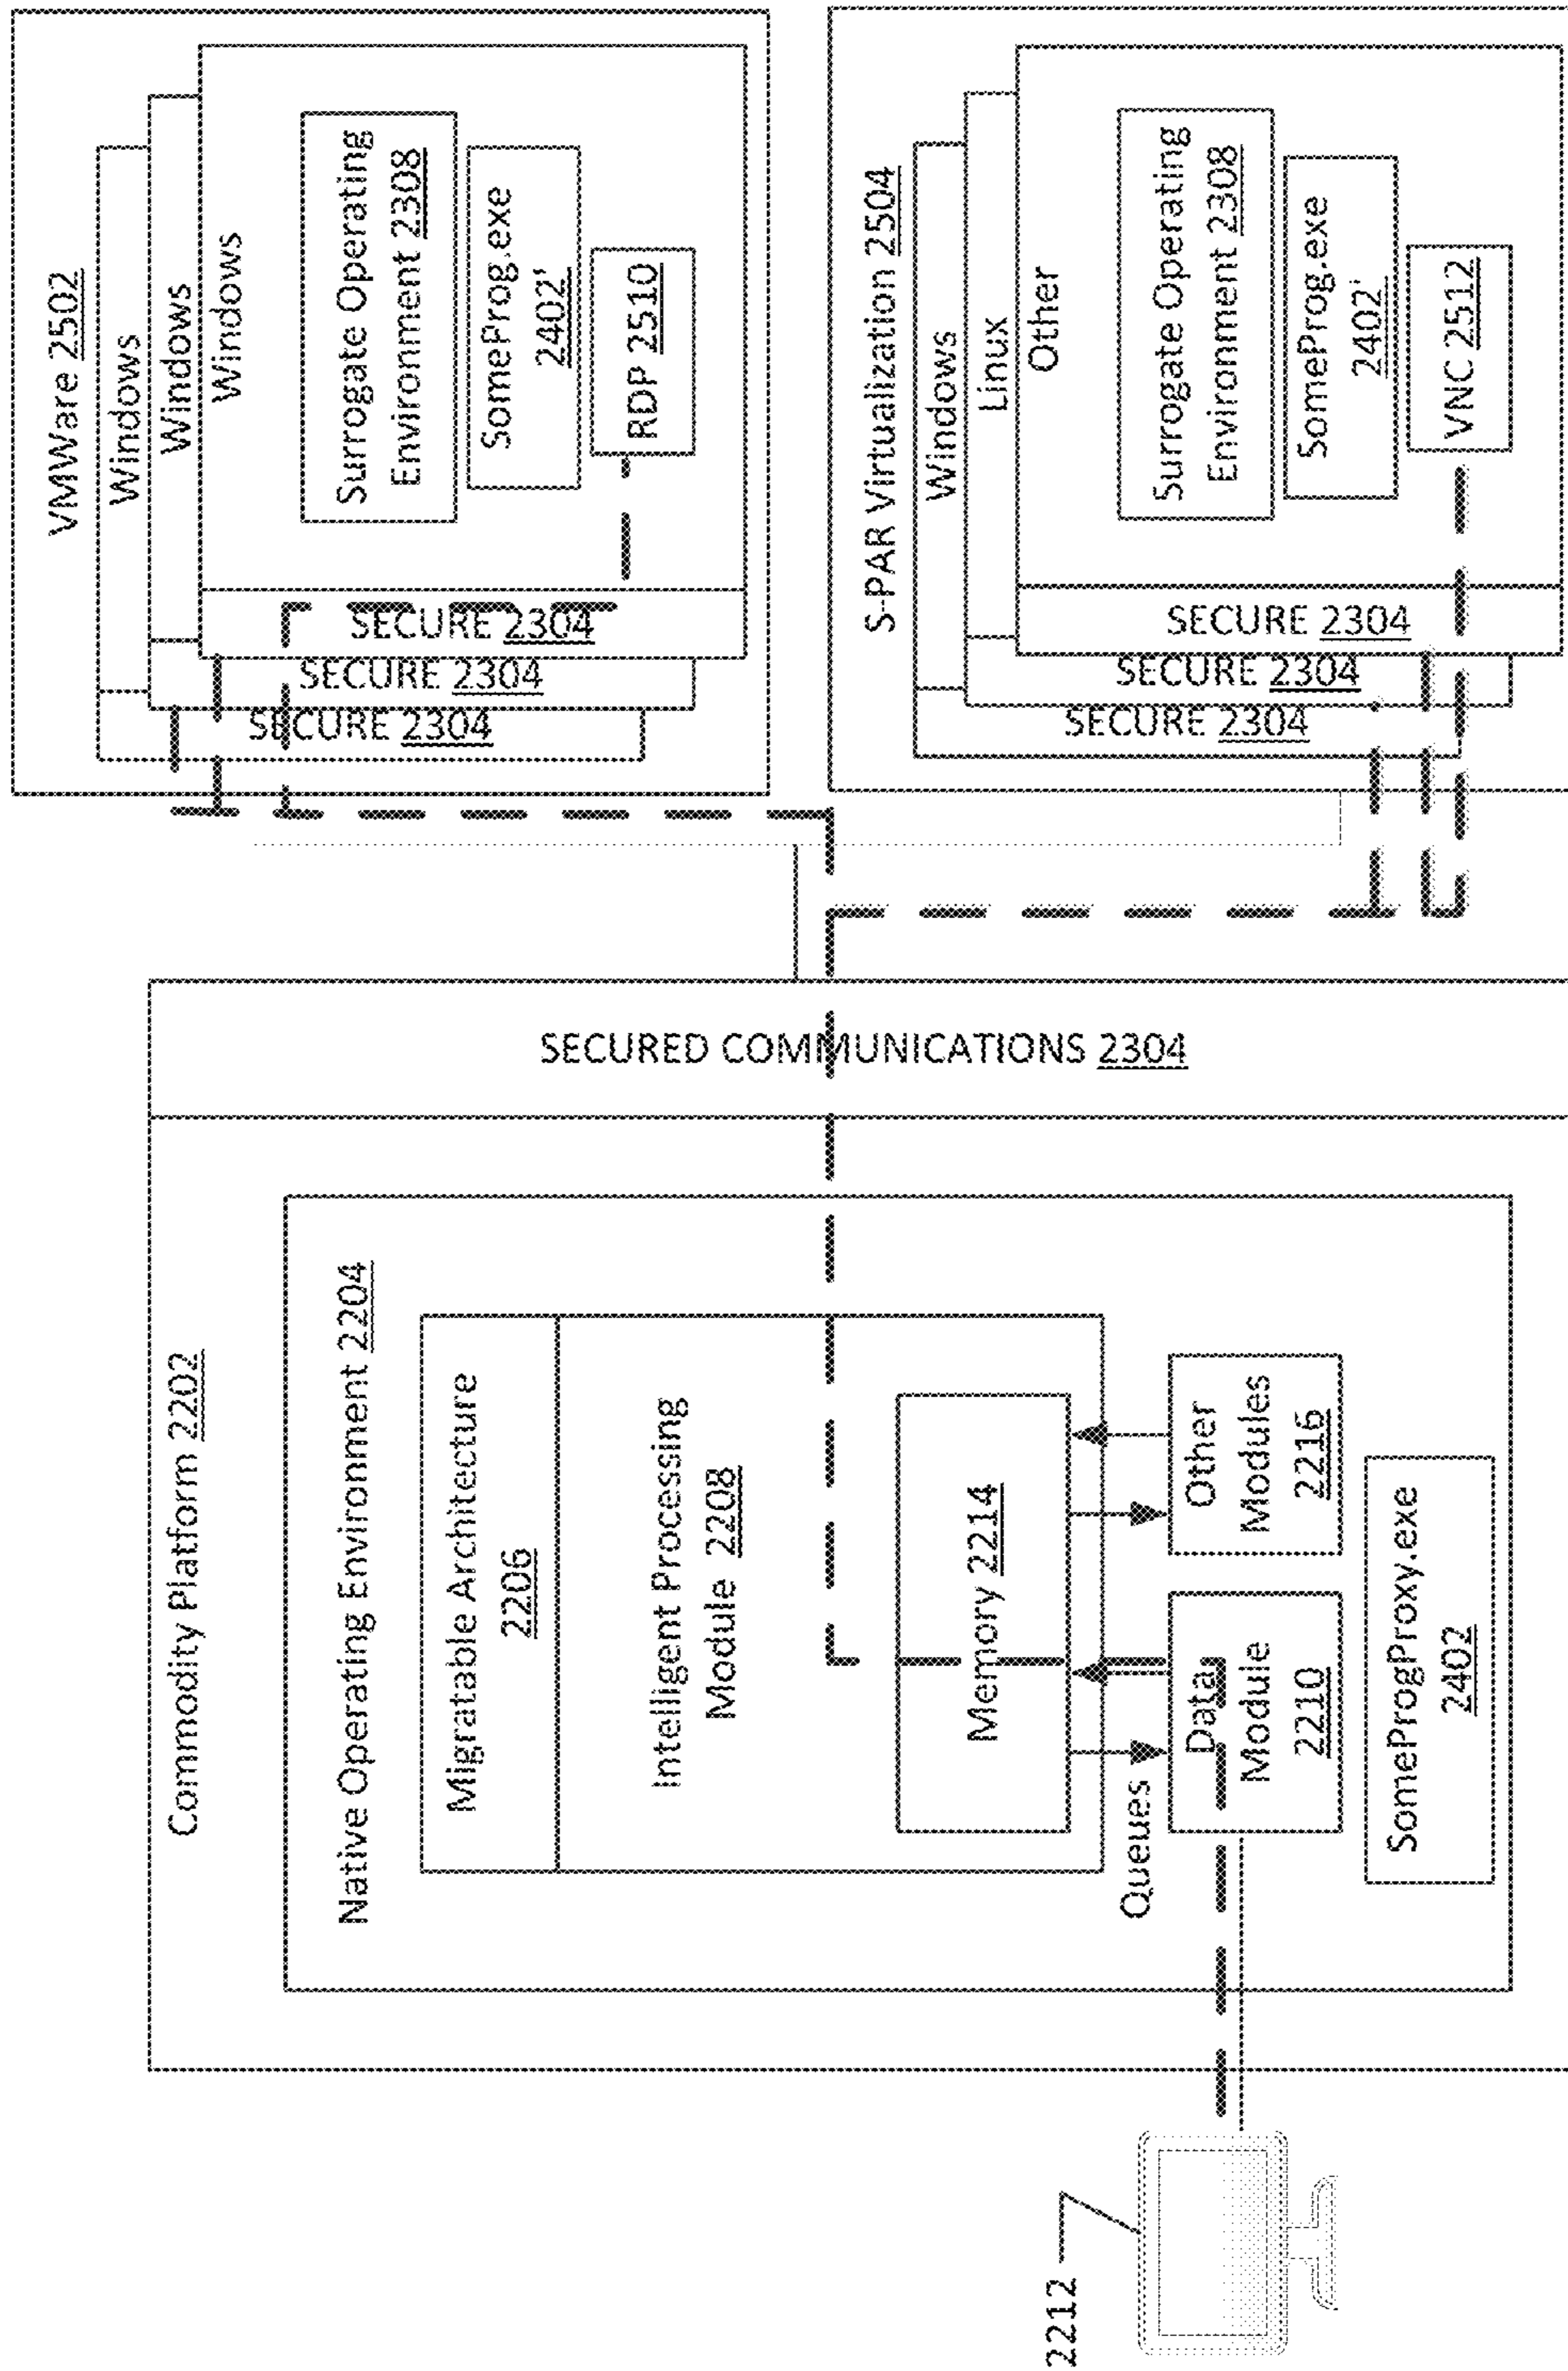 2212
Commodity Platform 2202
Native Operating Environment 2204
Migratable Architecture
2206
Intelligent Processing
Module 2208
Memory 2214
Queues
Data
Module
2210
Other
Modules
2216
SomeProgProxy.exe
2402
SECURED COMMUNICATIONS 2304
VMWare 2502
Windows
Windows
Windows
Surrogate Operating
Environment 2308
SomeProg.exe
2402'
RDP 2510
SECURE 2304
SECURE 2304
SECURE 2304
S-PAR Virtualization 2504
Windows
Linux
Other
Surrogate Operating
Environment 2308
SomeProg.exe
2402'
VNC 2512
SECURE 2304
SECURE 2304
SECURE 2304